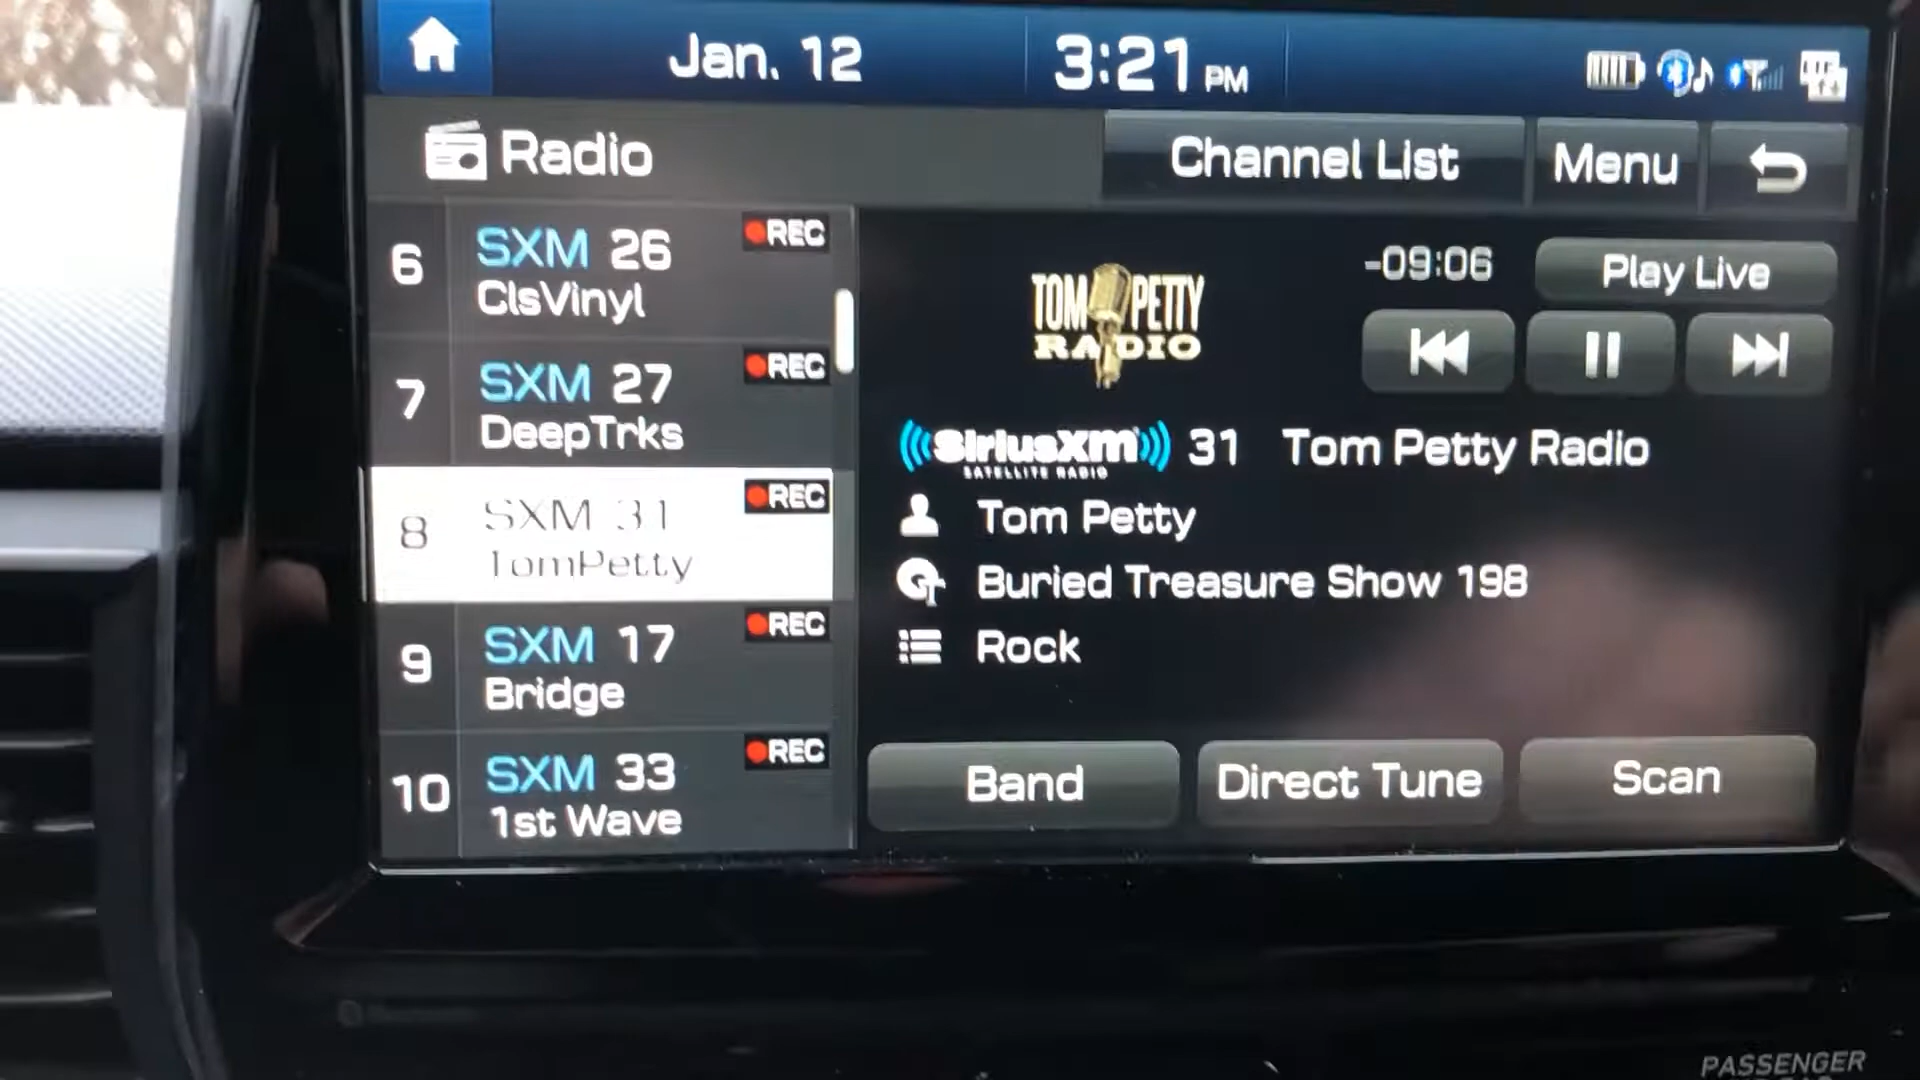 Jan. 12
3:21 PM
Radio
Channel List
Menu
6
SXM 26
REC
ClsVinyl
7
SXM 27
REC
DeepTrks
8
SXM 31
REC
TomPetty
9
SXM 17
REC
Bridge
10
SXM 33
REC
1st Wave
TOM PETTY
RADIO
-09:06
Play Live
SiriusXM 31 Tom Petty Radio
SATELLITE RADIO
Tom Petty
Buried Treasure Show 198
Rock
Band
Direct Tune
Scan
PASSENGER